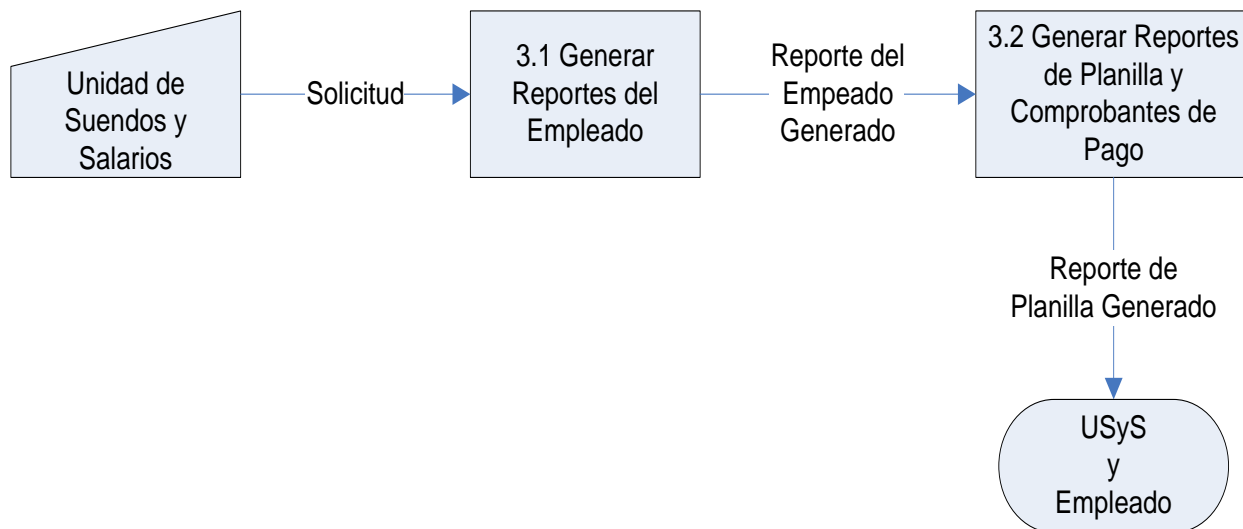 Unidad de
Suendos y
Salarios
Solicitud
3.1 Generar
Reportes del
Empleado
Reporte del
Empeado
Generado
3.2 Generar Reportes
de Planilla y
Comprobantes de
Pago
Reporte de
Planilla Generado
USyS
y
Empleado